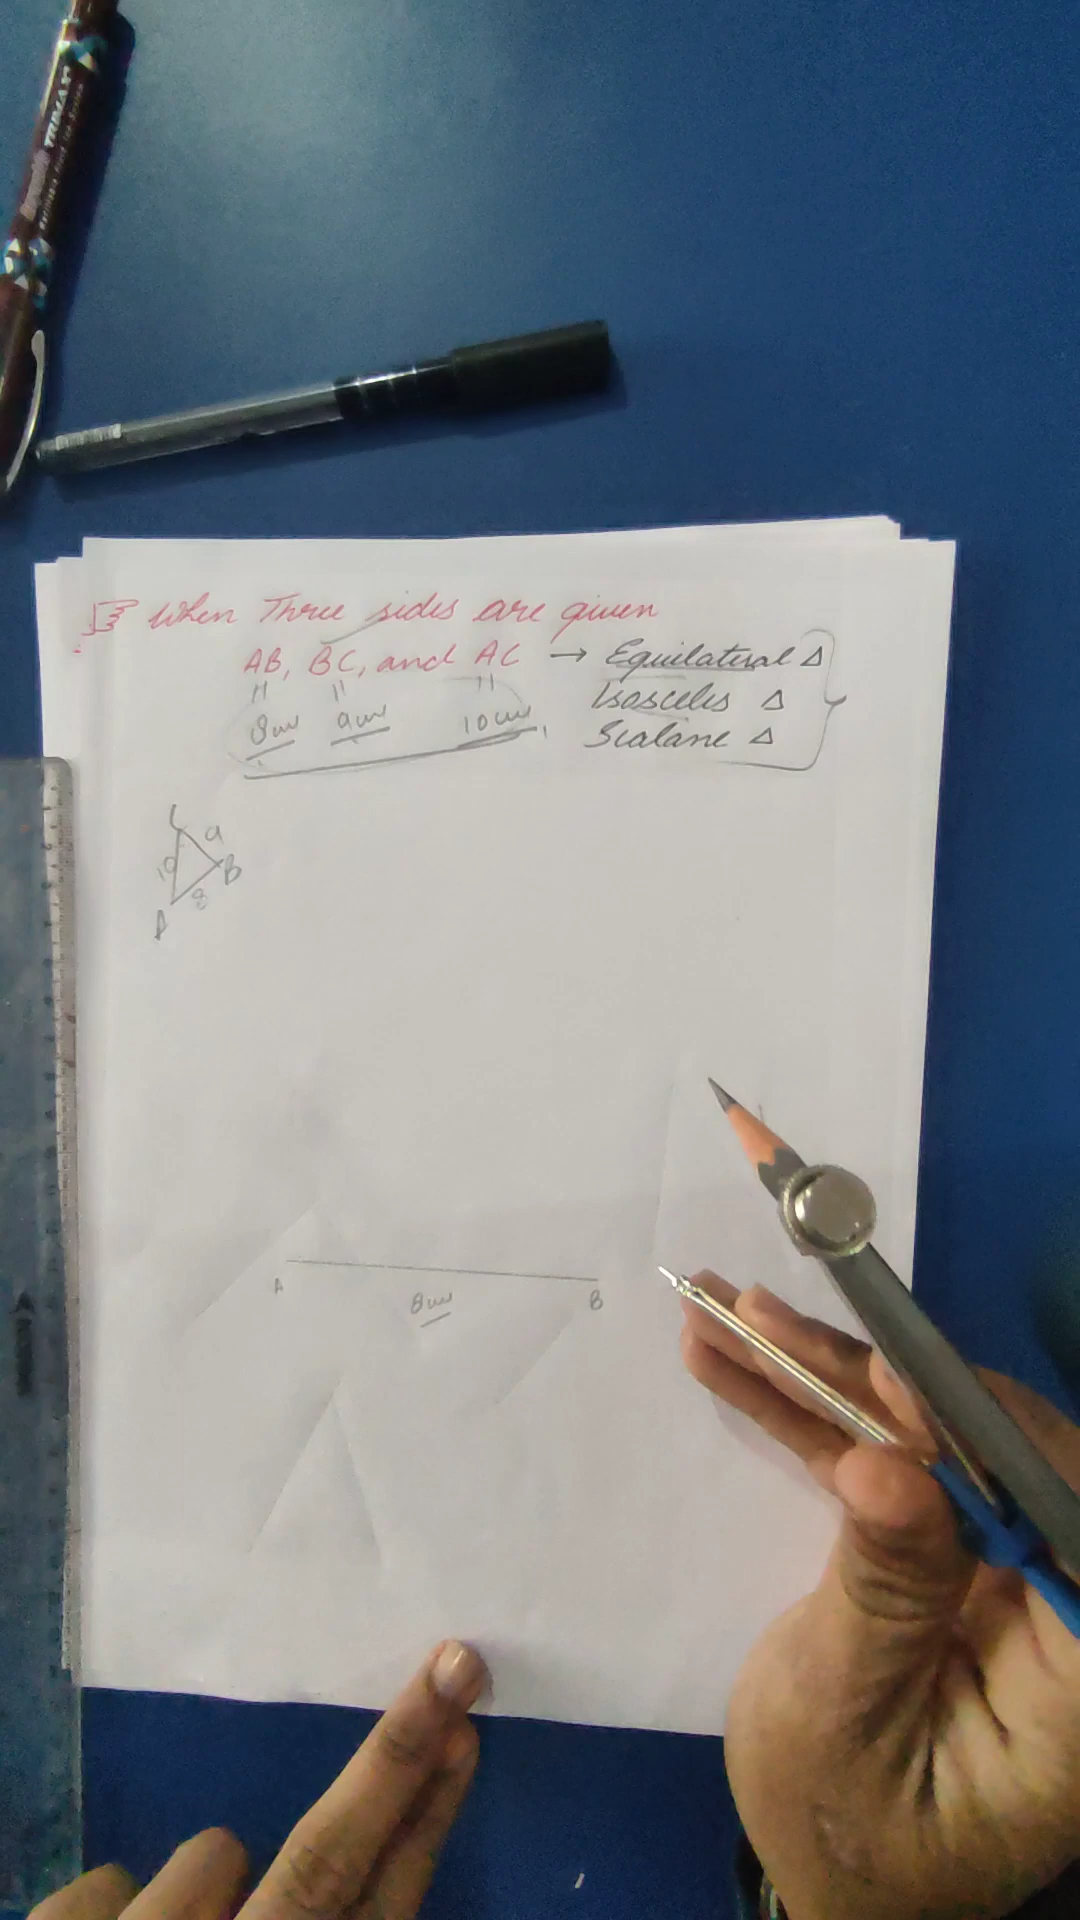 TRIMAX
When Three sides are given
AB, BC, and AC → Equilateral Δ
Isosceles Δ
Scalane Δ
8cm 9cm 10cm
C
9
10
B
8
A
A
B
8cm